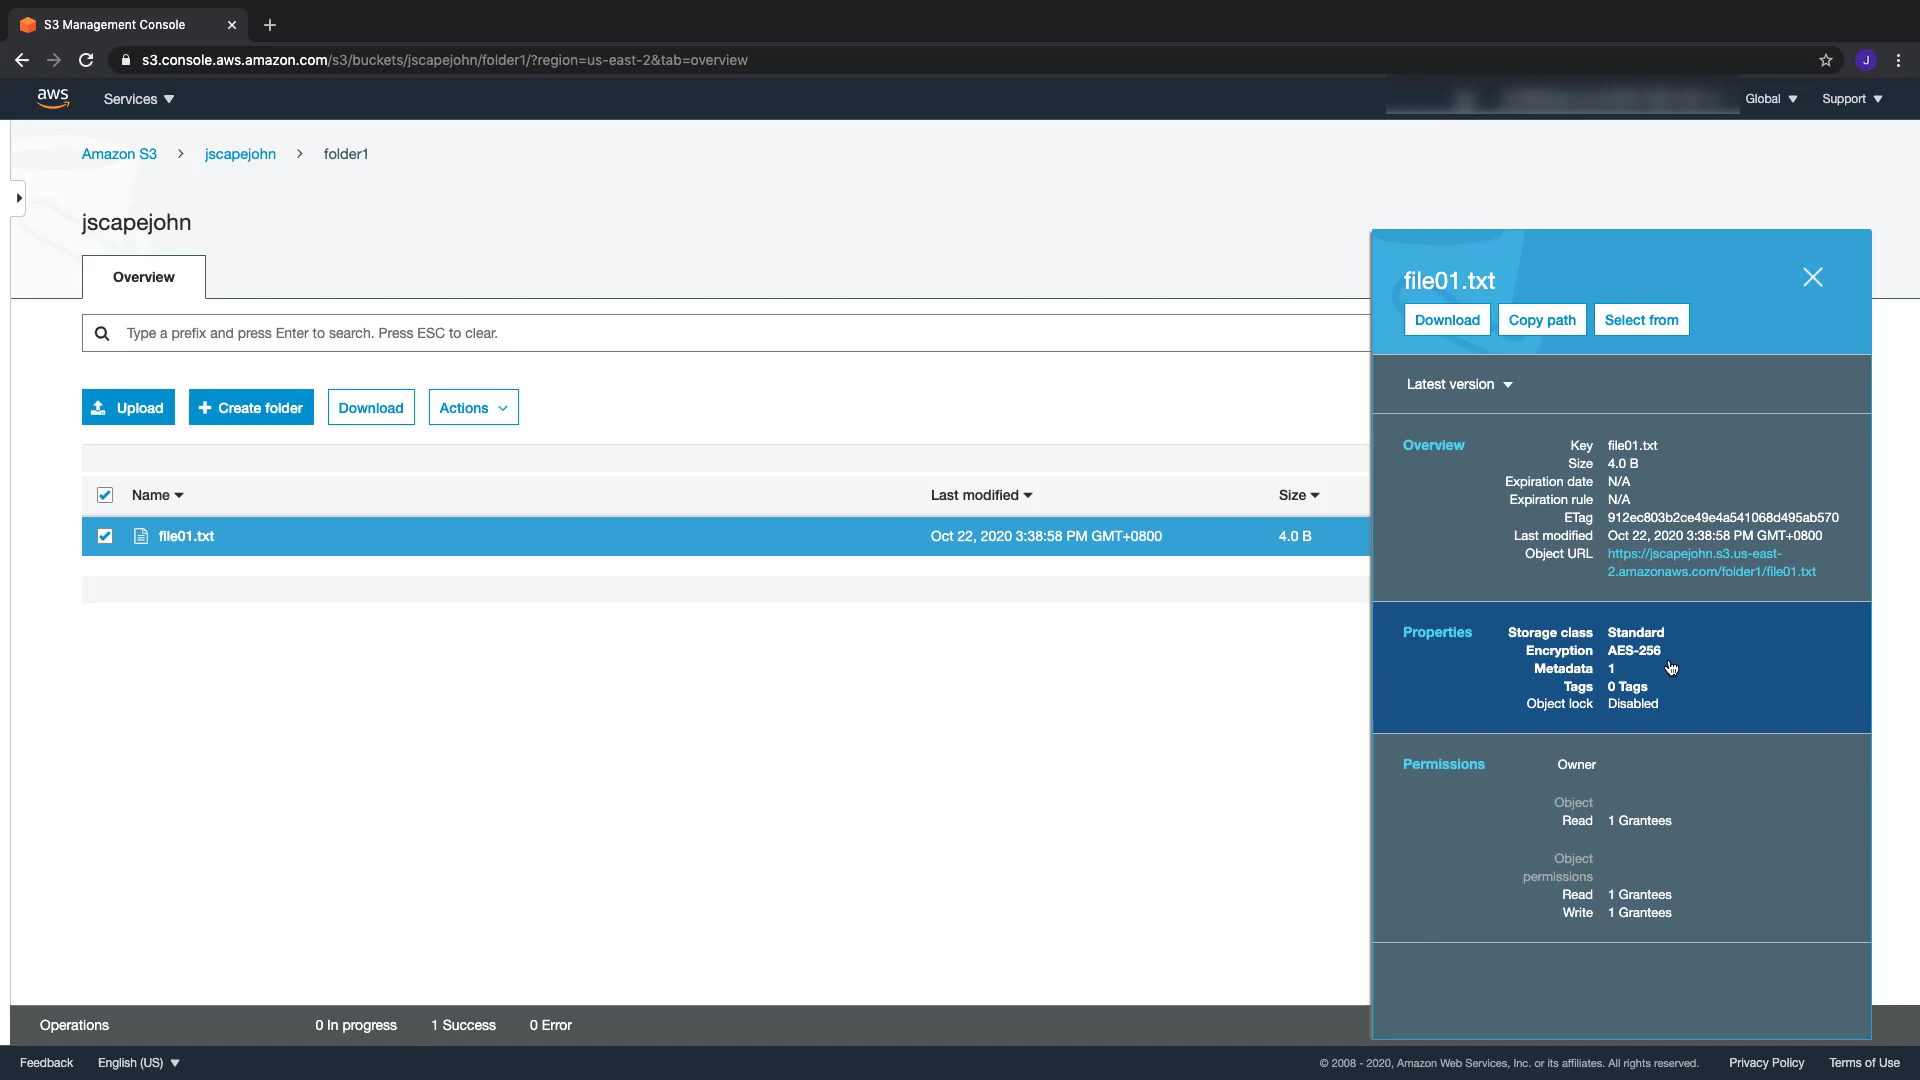 S3 Management Console
s3.console.aws.amazon.com/s3/buckets/jscapejohn/folder1/?region=us-east-2&tab=overview
J
aws
Services
Global
Support
Amazon S3 > jscapejohn > folder1
jscapejohn
Overview
Type a prefix and press Enter to search. Press ESC to clear.
Upload
+ Create folder
Download
Actions
Name
Last modified
Size
file01.txt
Oct 22, 2020 3:38:58 PM GMT+0800
4.0 B
file01.txt
Download
Copy path
Select from
Latest version
Overview
Key file01.txt
Size 4.0 B
Expiration date N/A
Expiration rule N/A
ETag 912ec803b2ce49e4a541068d495ab570
Last modified Oct 22, 2020 3:38:58 PM GMT+0800
Object URL https://jscapejohn.s3.us-east-
2.amazonaws.com/folder1/file01.txt
Properties
Storage class Standard
Encryption AES-256
Metadata 1
Tags 0 Tags
Object lock Disabled
Permissions
Owner
Object
Read 1 Grantees
Object
permissions
Read 1 Grantees
Write 1 Grantees
Operations
0 In progress
1 Success
0 Error
Feedback
English (US)
© 2008 - 2020, Amazon Web Services, Inc. or its affiliates. All rights reserved.
Privacy Policy
Terms of Use